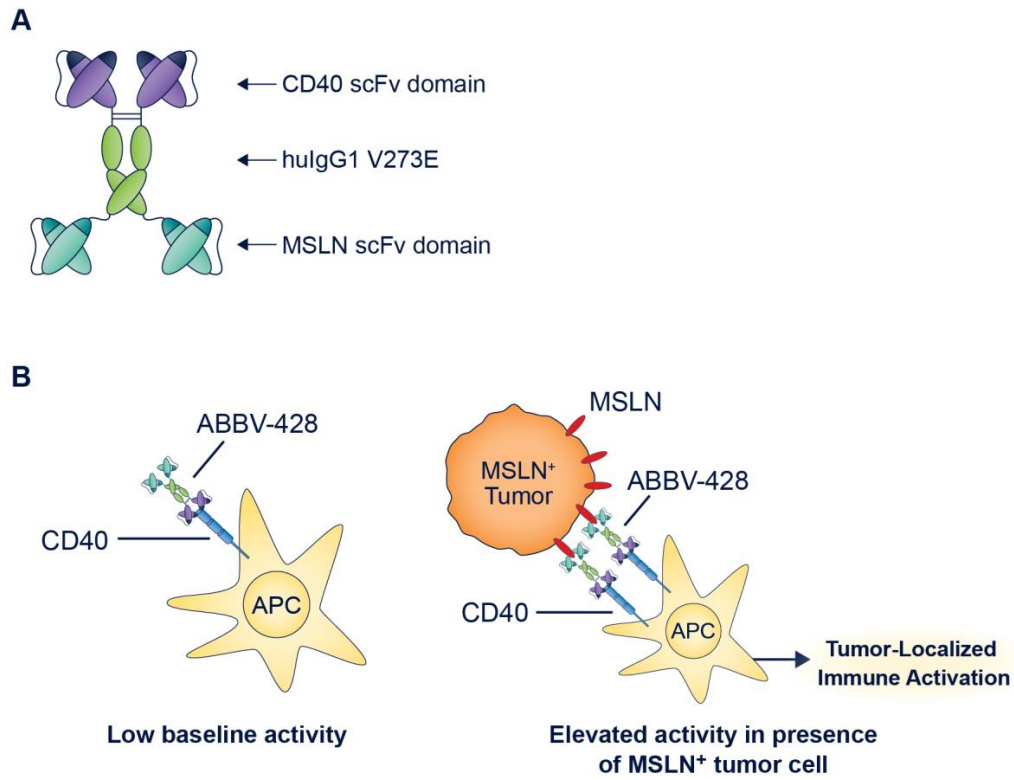 A
CD40 scFv domain
huIgG1 V273E
MSLN scFv domain
B
ABBV-428
CD40
APC
Low baseline activity
MSLN
MSLN⁺
Tumor
ABBV-428
CD40
APC
Tumor-Localized
Immune Activation
Elevated activity in presence
of MSLN⁺ tumor cell